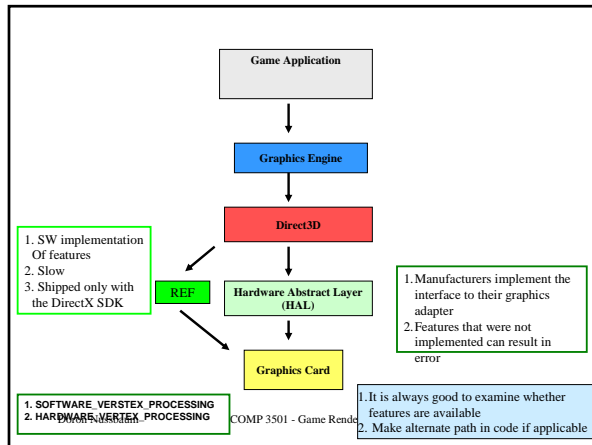 Game Application
Graphics Engine
Direct3D
1. SW implementation
Of features
2. Slow
3. Shipped only with
the DirectX SDK
REF
Hardware Abstract Layer
(HAL)
1.Manufacturers implement the
interface to their graphics
adapter
2.Features that were not
implemented can result in
error
Graphics Card
1. SOFTWARE_VERSTEX_PROCESSING
2. HARDWARE_VERTEX_PROCESSING
Doron Nussbaum
COMP 3501 - Game Rende
1.It is always good to examine whether
features are available
2. Make alternate path in code if applicable